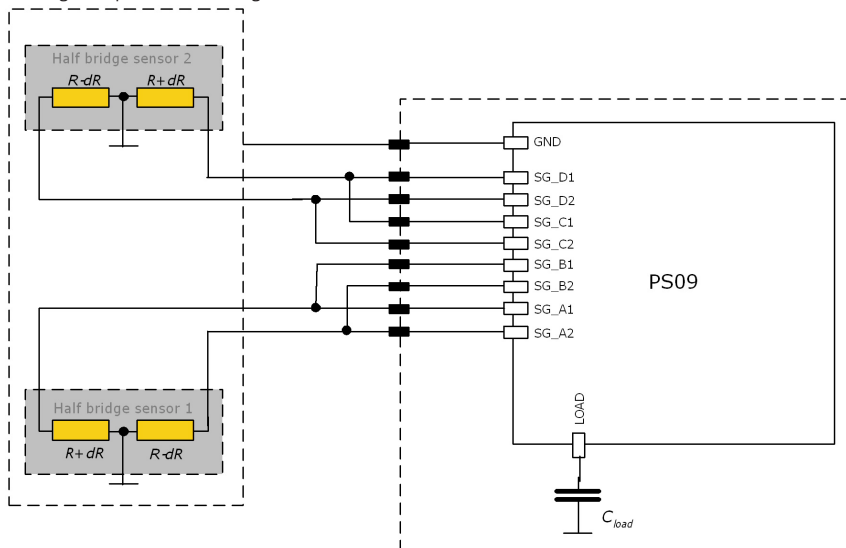 Half bridge sensor 2
R-dR R+dR
GND
SG_D1
SG_D2
SG_C1
SG_C2
SG_B1
SG_B2
SG_A1
SG_A2
PS09
LOAD
Half bridge sensor 1
R+dR R-dR
Cload